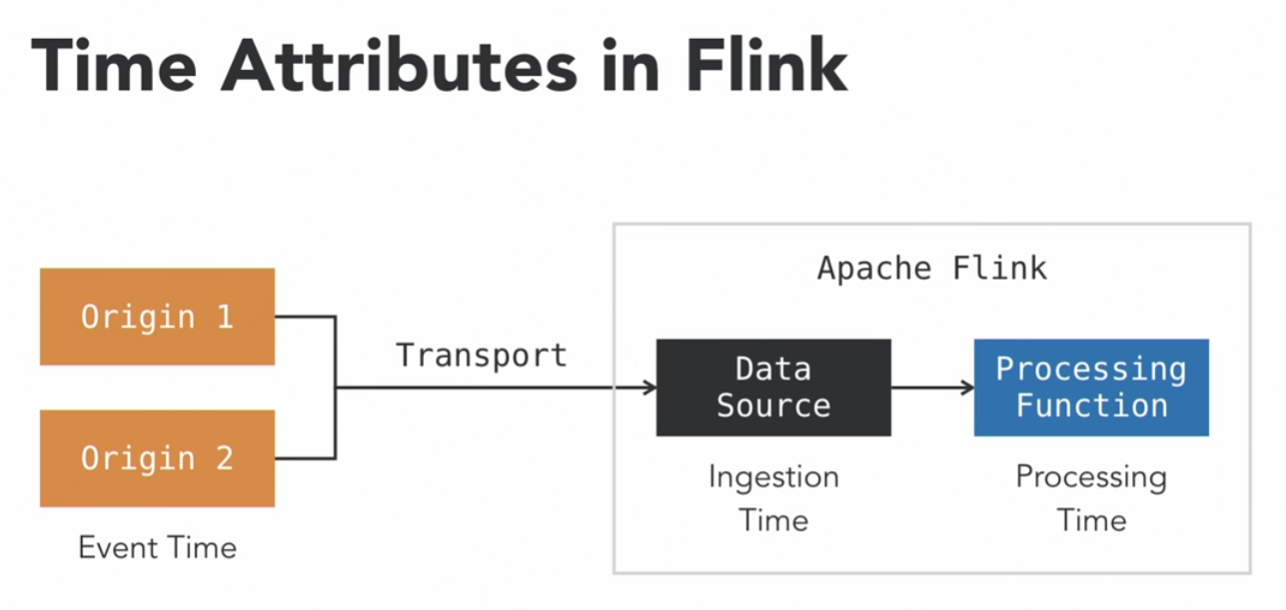 Time Attributes in Flink
Apache Flink
Origin 1
Transport
Data
Source
Processing
Function
Origin 2
Ingestion
Time
Processing
Time
Event Time